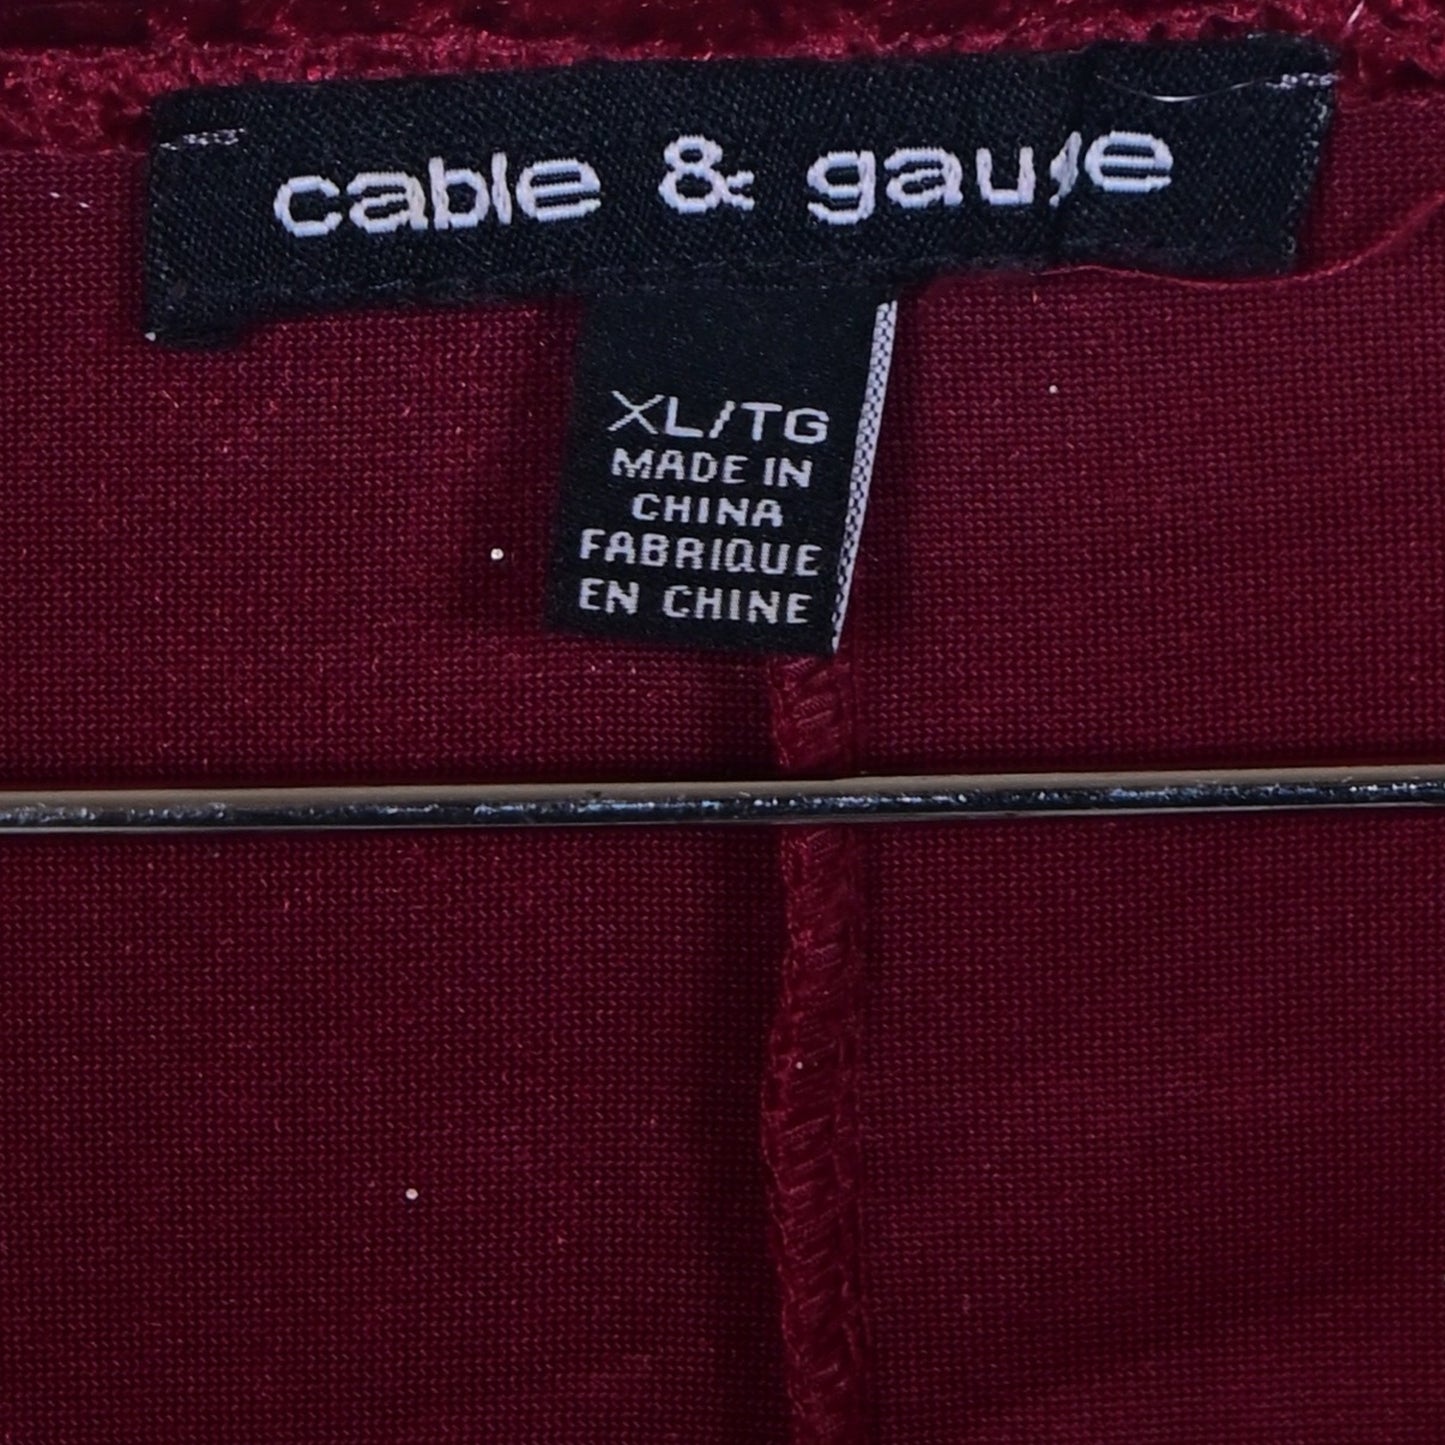 cable & gauge
XL/TG
MADE IN
CHINA
FABRIQUE
EN CHINE